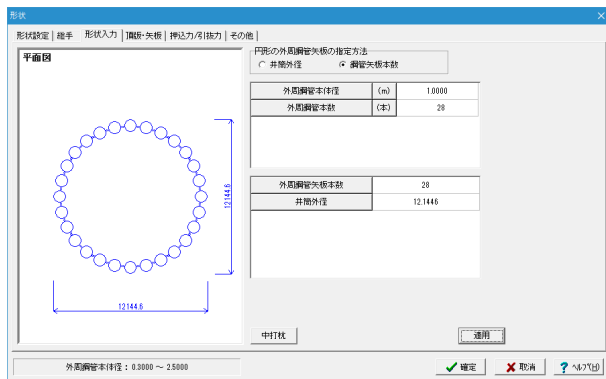 形状
形状設定 継手 形状入力 頂版・矢板 押込力/引抜力 その他
平面図
12144.6
12144.6
円形の外周鋼管矢板の指定方法
井筒外径 鋼管矢板本数
外周鋼管本体径 (m) 1.0000
外周鋼管本数 (本) 28
外周鋼管矢板本数 28
井筒外径 12.1446
中打杭 適用
外周鋼管本体径: 0.3000 ～ 2.5000
確定 取消 ヘルプ(H)